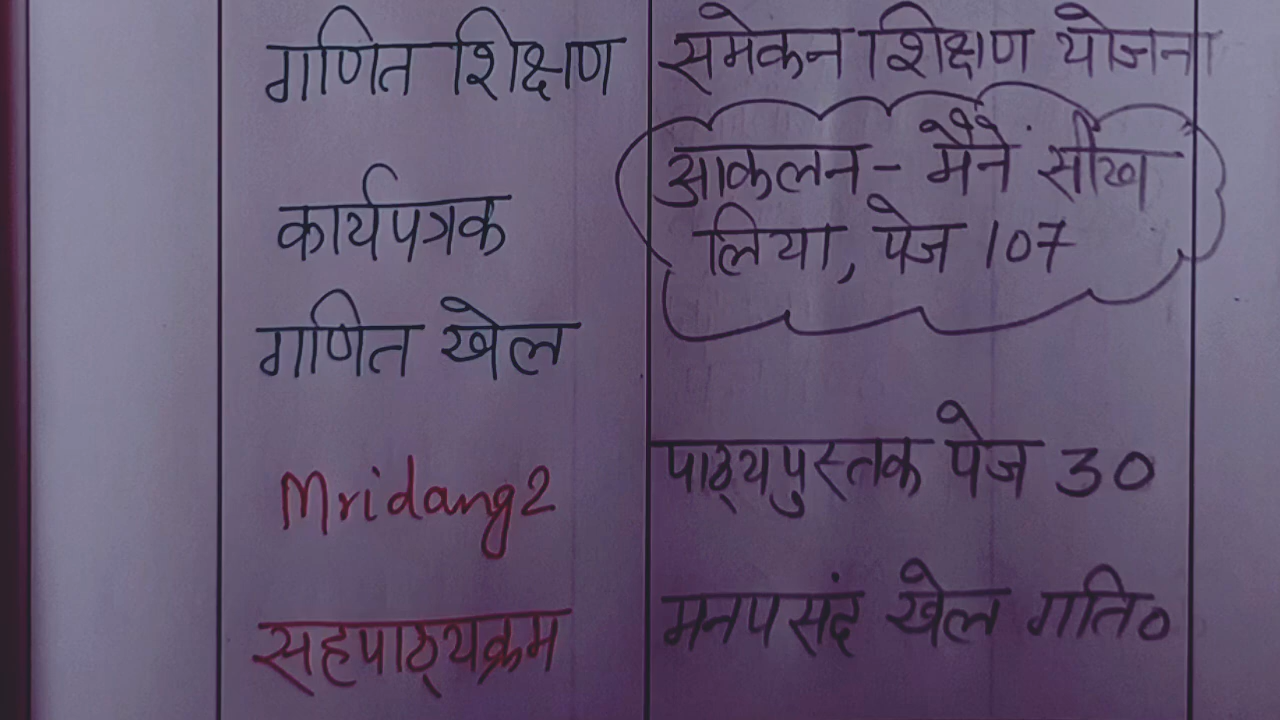 गणित शिक्षण
कार्यपत्रक
गणित खेल
Mridang2
सहपाठ्यक्रम
समेकन शिक्षण योजना
आकलन - मैनें सीख
लिया, पेज 107
पाठ्यपुस्तक पेज 30
मनपसंद खेल गति०